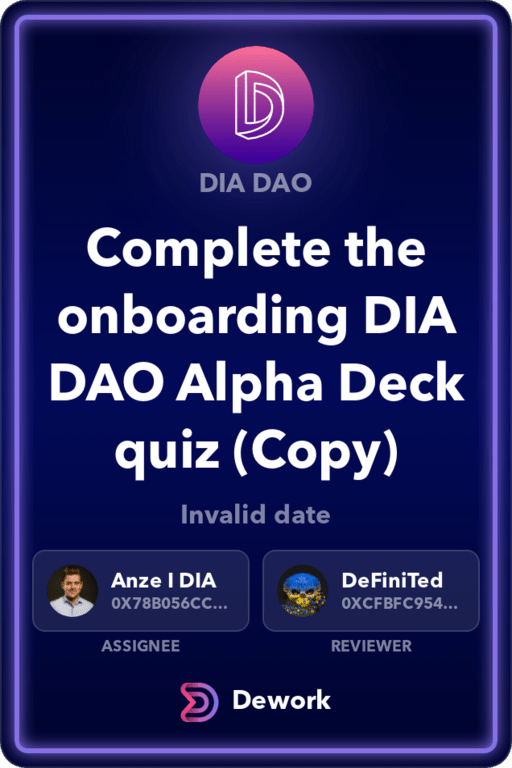 DIA DAO
Complete the
onboarding DIA
DAO Alpha Deck
quiz (Copy)
Invalid date
Anze I DIA
0X78B056CC...
ASSIGNEE
DeFiniTed
0XCFBFC954...
REVIEWER
Dework